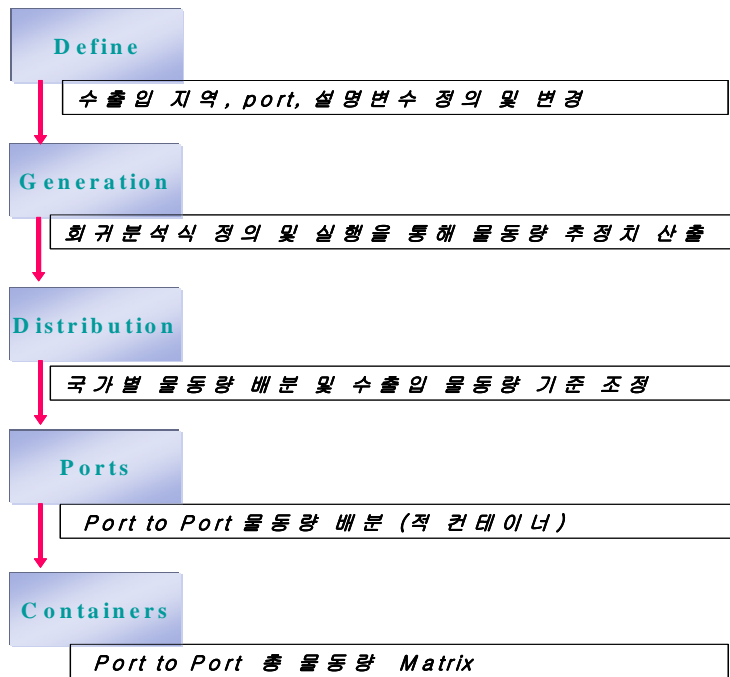 Define
수출입 지역, port, 설명변수 정의 및 변경
Generation
회귀분석식 정의 및 실행을 통해 물동량 추정치 산출
Distribution
국가별 물동량 배분 및 수출입 물동량 기준 조정
Ports
Port to Port 물동량 배분 (적 컨테이너)
Containers
Port to Port 총 물동량 Matrix